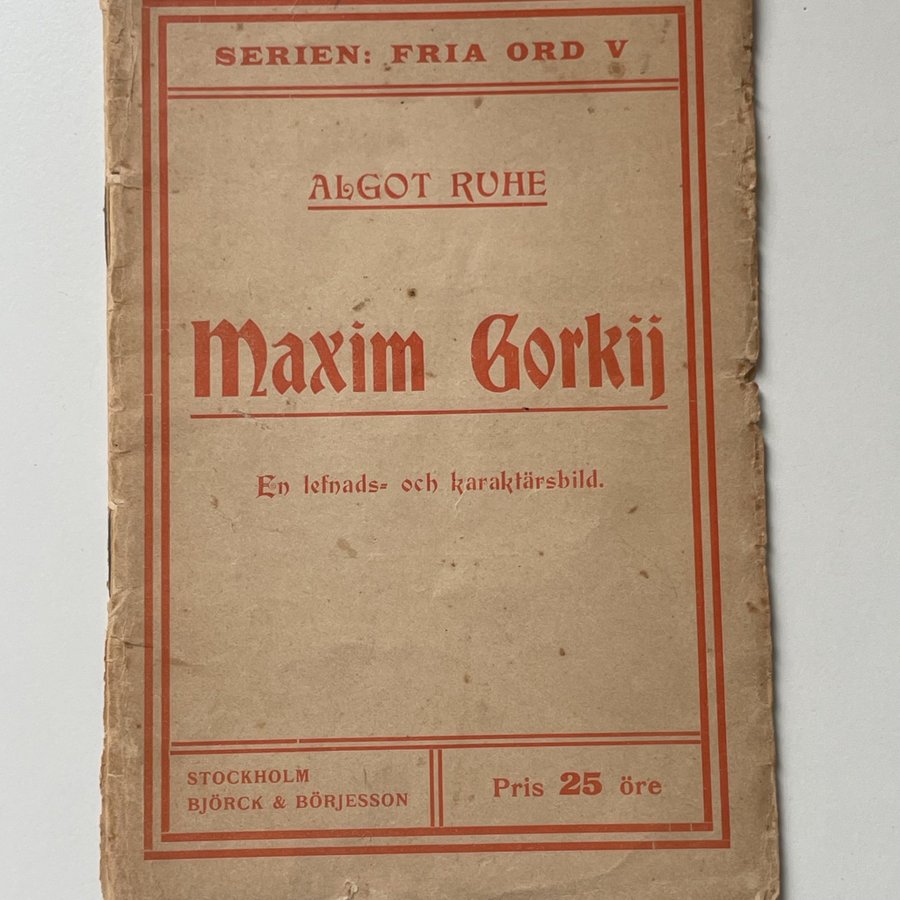 SERIEN: FRIA ORD V
ALGOT RUHE
Maxim Gorkij
En lefnads= och karaktärsbild.
STOCKHOLM
BJÖRCK & BÖRJESSON
Pris 25 öre